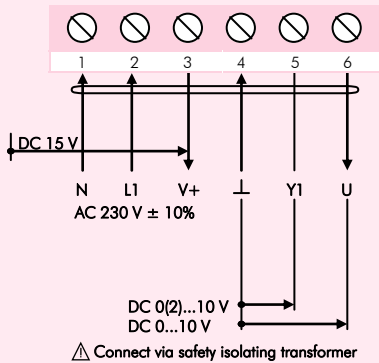 1 2 3 4 5 6
DC 15 V
N L1 V+ ⊥ Y1 U
AC 230 V ± 10%
DC 0(2)...10 V
DC 0...10 V
⚠ Connect via safety isolating transformer